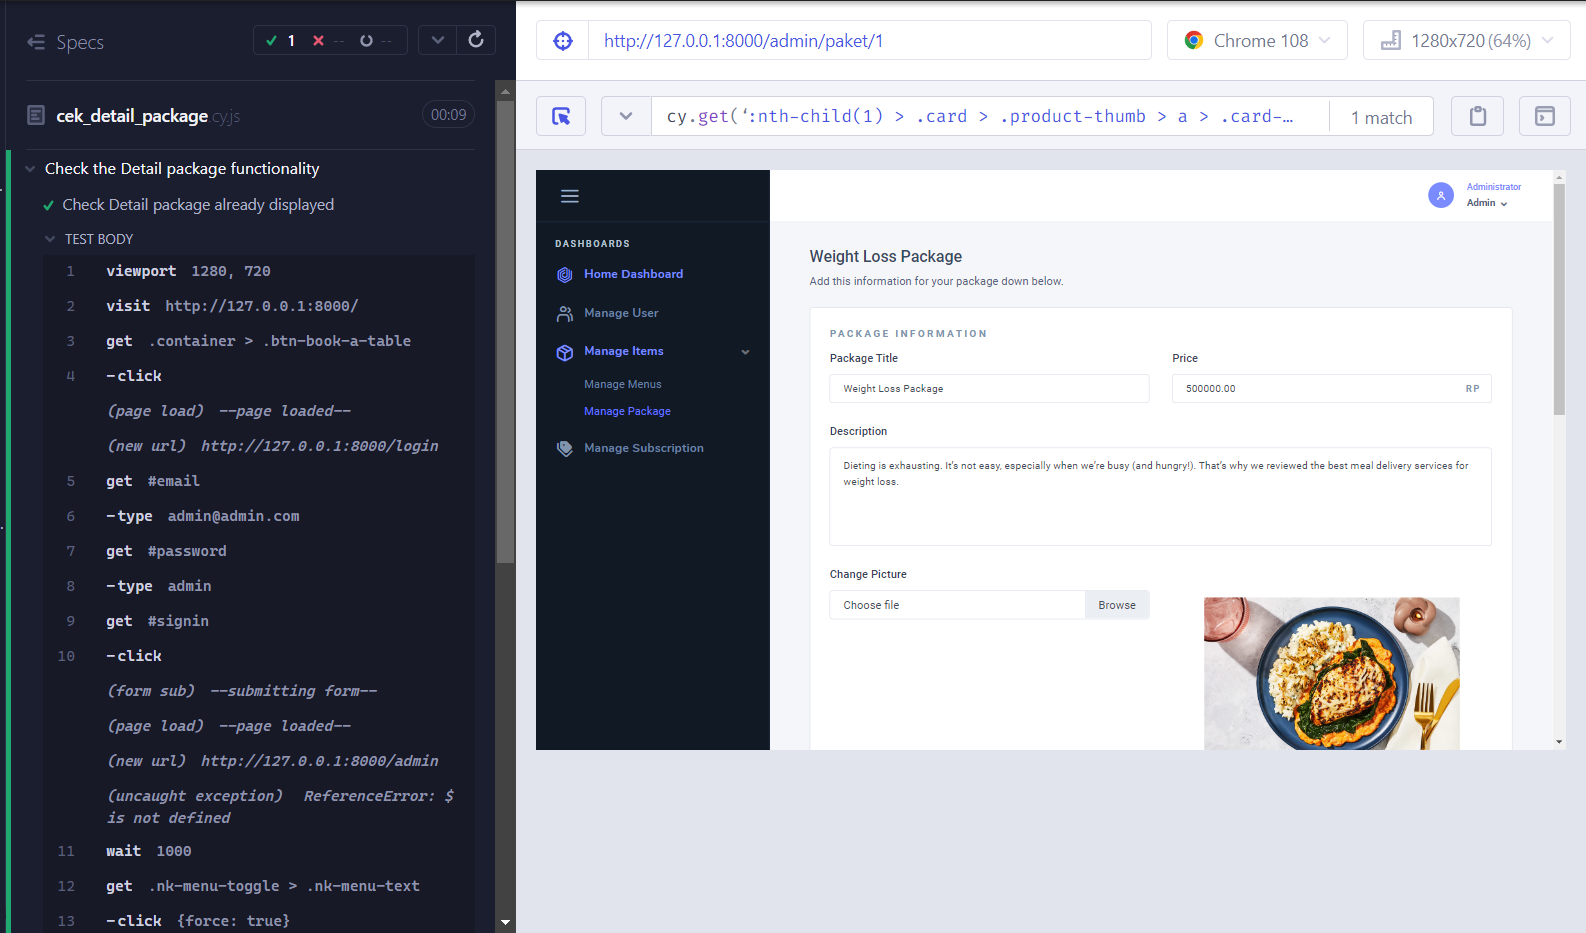 Specs
1 -- --
cek_detail_package.cy.js
00:09
Check the Detail package functionality
Check Detail package already displayed
TEST BODY
1 viewport 1280, 720
2 visit http://127.0.0.1:8000/
3 get .container > .btn-book-a-table
4 -click
(page load) --page loaded--
(new url) http://127.0.0.1:8000/login
5 get #email
6 -type admin@admin.com
7 get #password
8 -type admin
9 get #signin
10 -click
(form sub) --submitting form--
(page load) --page loaded--
(new url) http://127.0.0.1:8000/admin
(uncaught exception) ReferenceError: $
is not defined
11 wait 1000
12 get .nk-menu-toggle > .nk-menu-text
13 -click {force: true}
http://127.0.0.1:8000/admin/paket/1
Chrome 108
1280x720 (64%)
cy.get(‘:nth-child(1) > .card > .product-thumb > a > .card-…
1 match
Administrator
Admin
DASHBOARDS
Home Dashboard
Manage User
Manage Items
Manage Menus
Manage Package
Manage Subscription
Weight Loss Package
Add this information for your package down below.
PACKAGE INFORMATION
Package Title
Price
Weight Loss Package
500000.00
RP
Description
Dieting is exhausting. It's not easy, especially when we're busy (and hungry!). That's why we reviewed the best meal delivery services for
weight loss.
Change Picture
Choose file
Browse